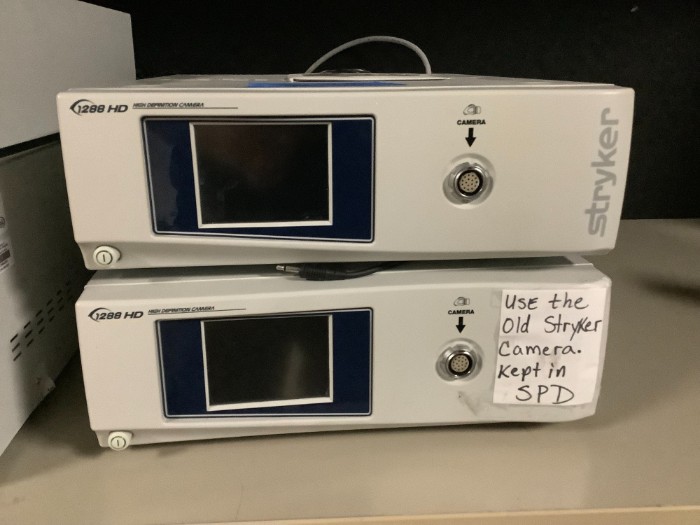 1288 HD HIGH DEFINITION CAMERA
CAMERA
stryker
1288 HD HIGH DEFINITION CAMERA
CAMERA
USE the
Old Stryker
Camera.
Kept in
SPD